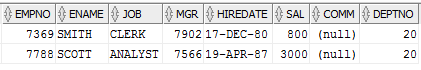 EMPNO ENAME JOB MGR HIREDATE SAL COMM DEPTNO
7369 SMITH CLERK 7902 17-DEC-80 800 (null) 20
7788 SCOTT ANALYST 7566 19-APR-87 3000 (null) 20